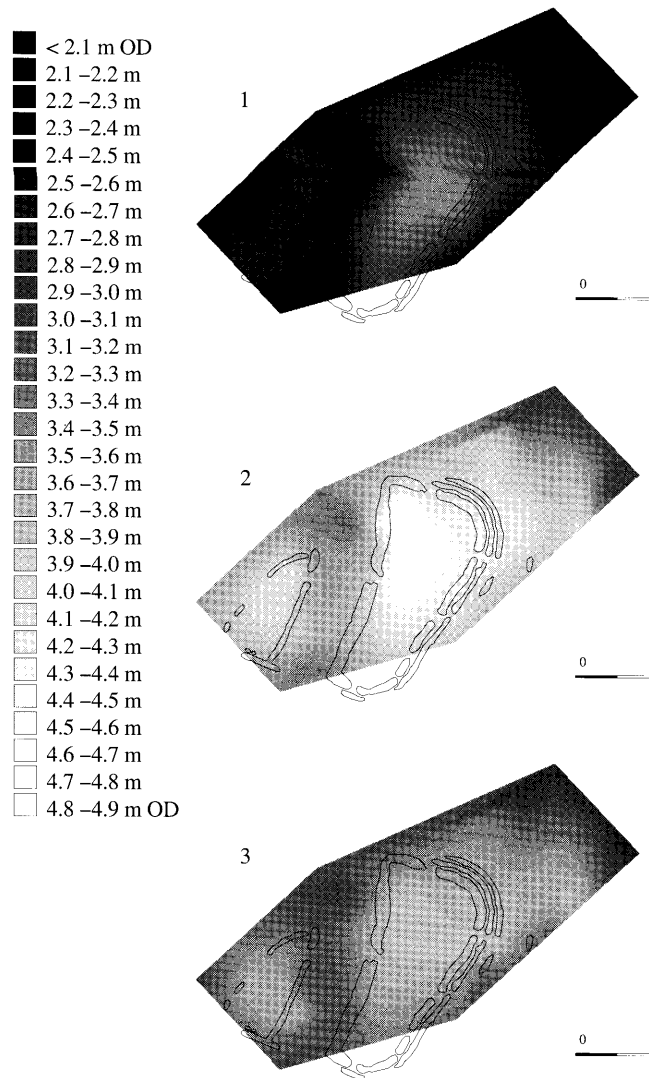 < 2.1 m OD
2.1 –2.2 m
2.2 –2.3 m
2.3 –2.4 m
2.4 –2.5 m
2.5 –2.6 m
2.6 –2.7 m
2.7 –2.8 m
2.8 –2.9 m
2.9 –3.0 m
3.0 –3.1 m
3.1 –3.2 m
3.2 –3.3 m
3.3 –3.4 m
3.4 –3.5 m
3.5 –3.6 m
3.6 –3.7 m
3.7 –3.8 m
3.8 –3.9 m
3.9 –4.0 m
4.0 –4.1 m
4.1 –4.2 m
4.2 –4.3 m
4.3 –4.4 m
4.4 –4.5 m
4.5 –4.6 m
4.6 –4.7 m
4.7 –4.8 m
4.8 –4.9 m OD
1
0
2
0
3
0